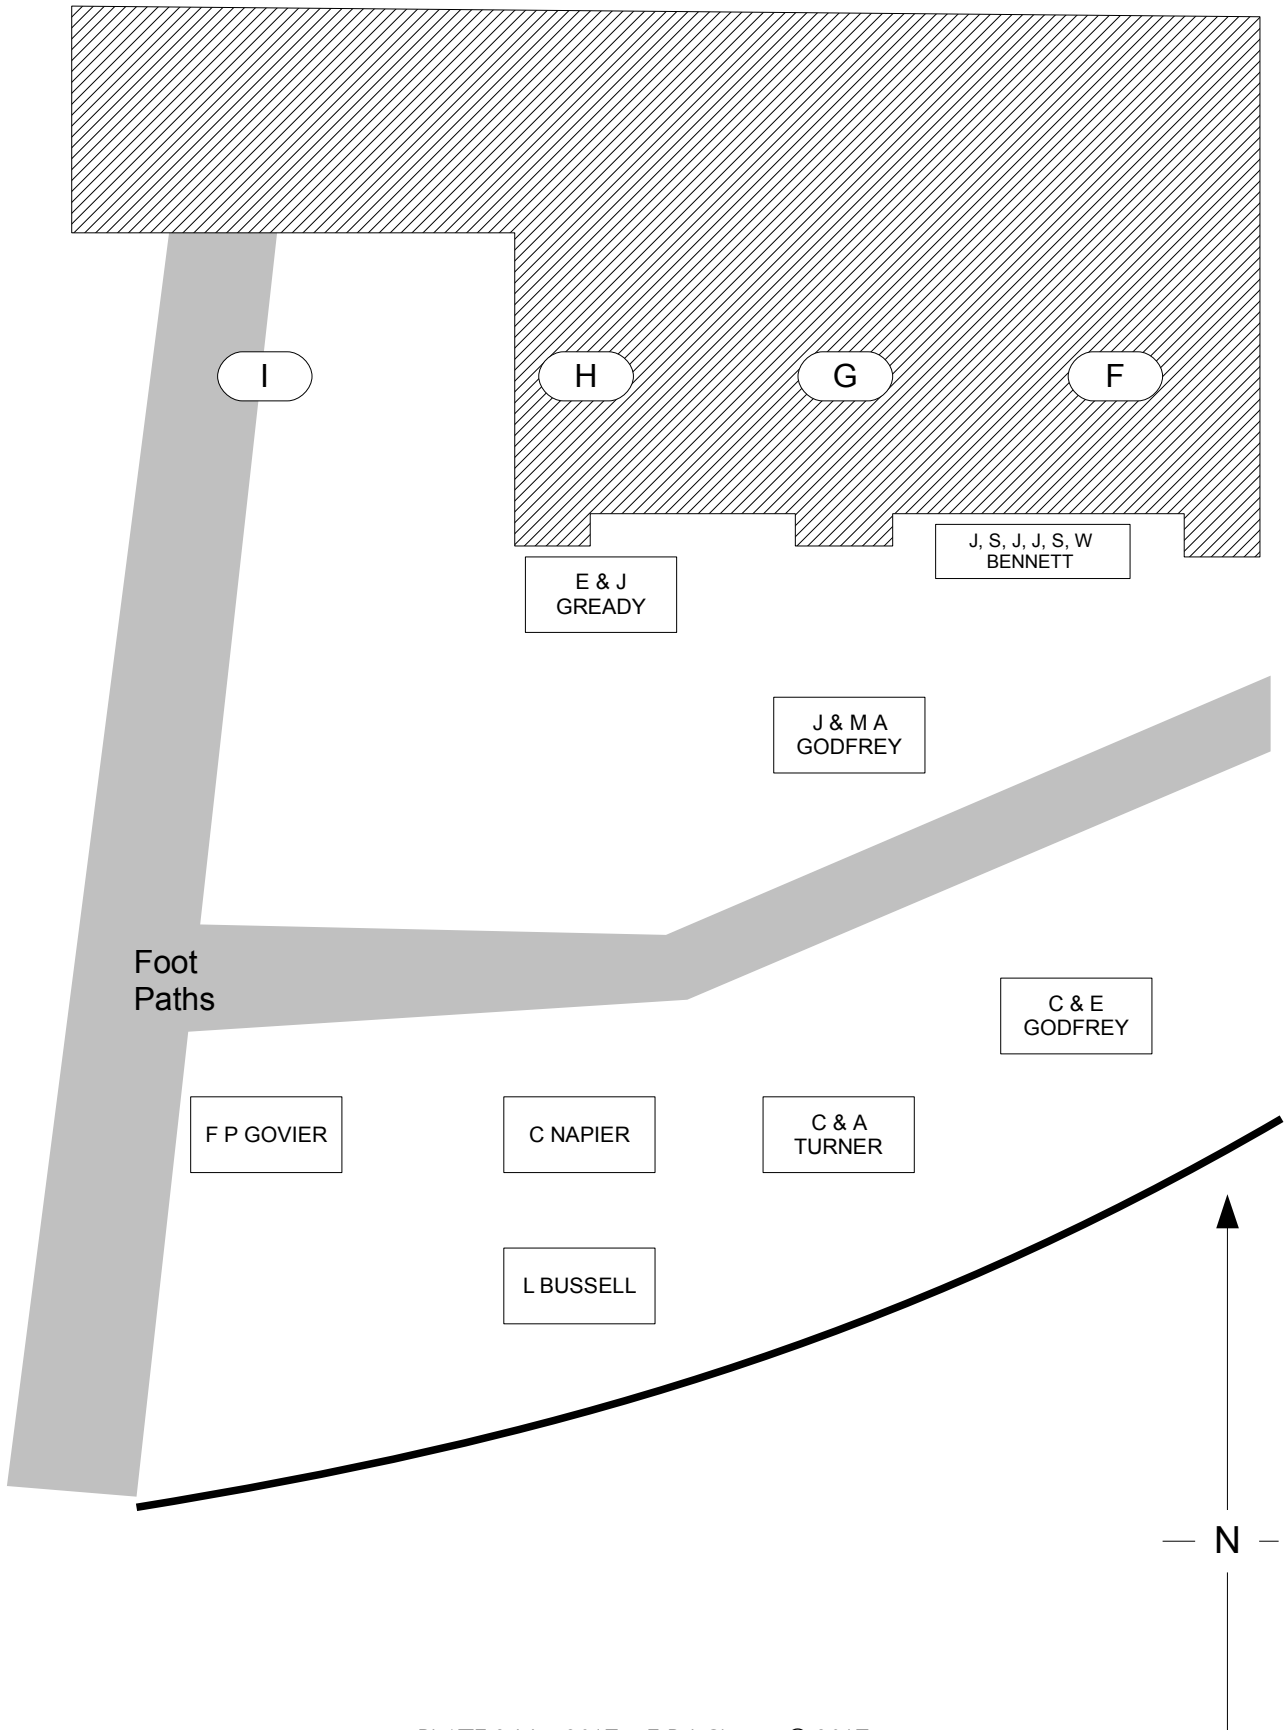 I
H
G
F
J, S, J, J, S, W
BENNETT
E & J
GREADY
J & M A
GODFREY
Foot
Paths
C & E
GODFREY
F P GOVIER
C NAPIER
C & A
TURNER
L BUSSELL
N